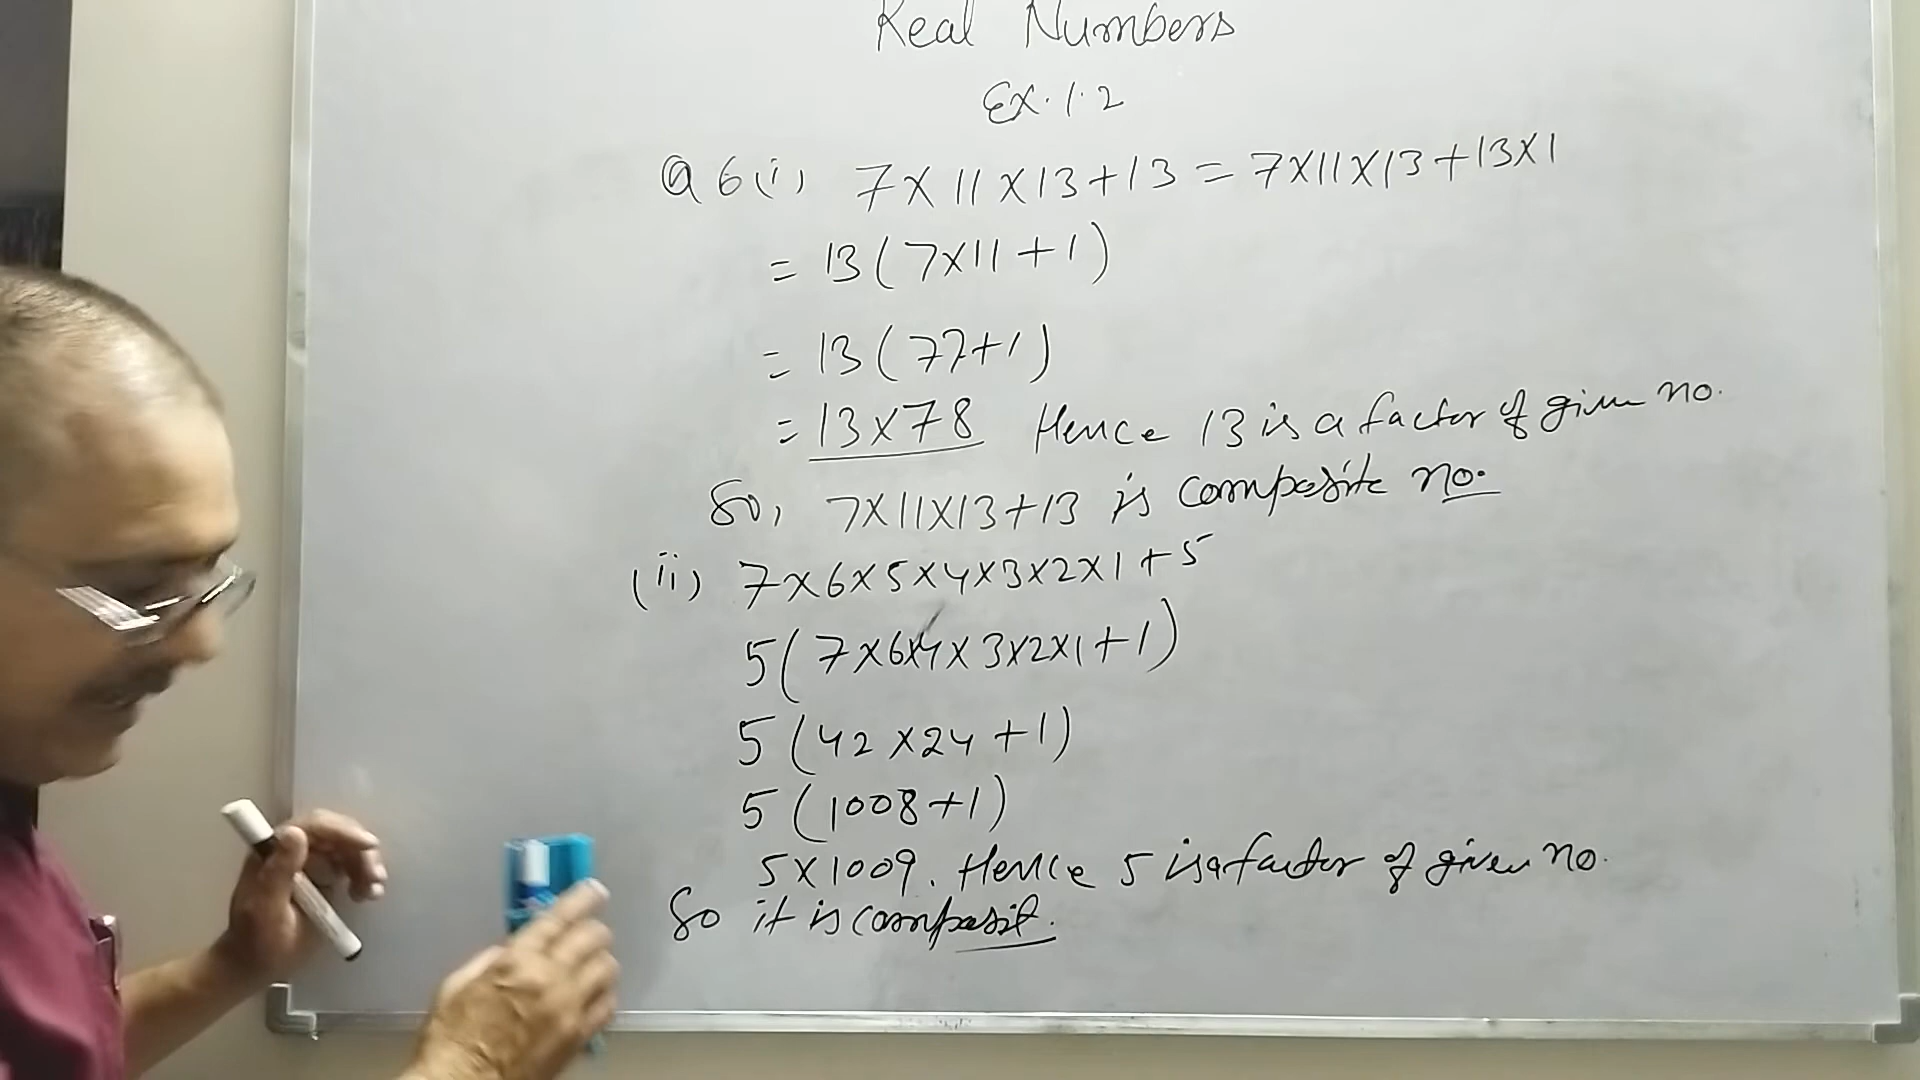 Real Numbers
Ex. 1.2
Q 6 (i) 7 × 11 × 13 + 13 = 7×11×13 + 13×1
= 13 ( 7×11 + 1 )
= 13 ( 77+1 )
= 13 × 78 Hence 13 is a factor of given no.
So, 7×11×13+13 is composite no.
(ii) 7×6×5×4×3×2×1 + 5
5 ( 7×6×4×3×2×1 + 1 )
5 ( 42 × 24 + 1 )
5 ( 1008 + 1 )
5 × 1009. Hence 5 is a factor of given no.
So it is composit.